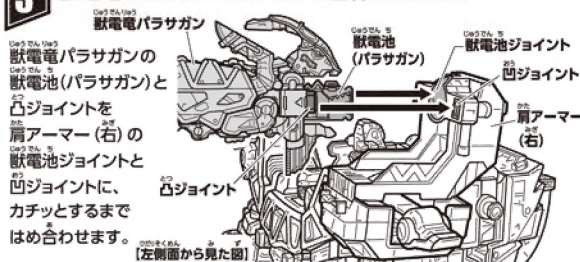 獣電竜パラサガン
獣電竜パラサガンの
獣電池(パラサガン)と
凸ジョイントを
肩アーマー(右)の
獣電池ジョイントと
凹ジョイントに、
カチッとするまで
はめ合わせます。
獣電池
(パラサガン)
獣電池ジョイント
凹ジョイント
肩アーマー
(右)
凸ジョイント
【左側面から見た図】